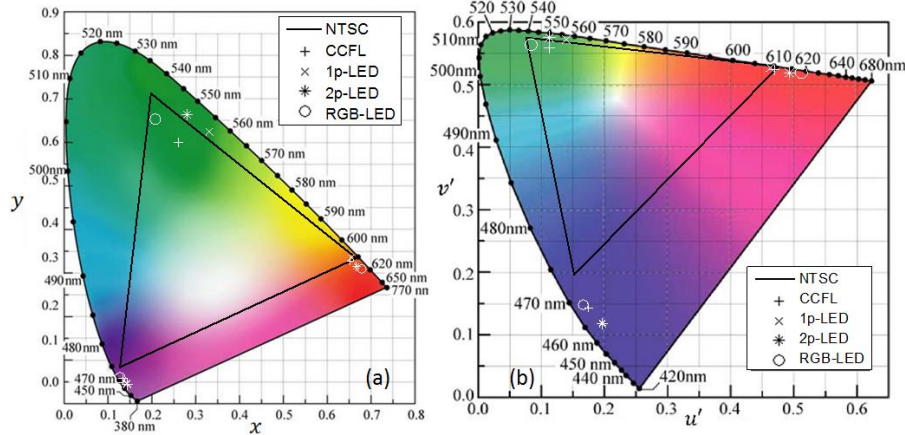 0.9
0.8
0.7
0.6
0.5
0.4
0.3
0.2
0.1
0.0
y
0.0 0.1 0.2 0.3 0.4 0.5 0.6 0.7 0.8
x
(a)
520 nm
530 nm
540 nm
550 nm
560 nm
570 nm
580 nm
590 nm
600 nm
620 nm
650 nm
770 nm
510 nm
500nm
490nm
480nm
470 nm
450 nm
380 nm
NTSC
CCFL
1p-LED
2p-LED
RGB-LED
0.6
0.5
0.4
0.3
0.2
0.1
0.0
v′
0.0 0.1 0.2 0.3 0.4 0.5 0.6 0.7
u′
(b)
520 530 540 550 560 570 580 590 600 610 620 640 680nm
510nm
500nm
490nm
480nm
470 nm
460 nm
450 nm
440 nm
420nm
NTSC
CCFL
1p-LED
2p-LED
RGB-LED